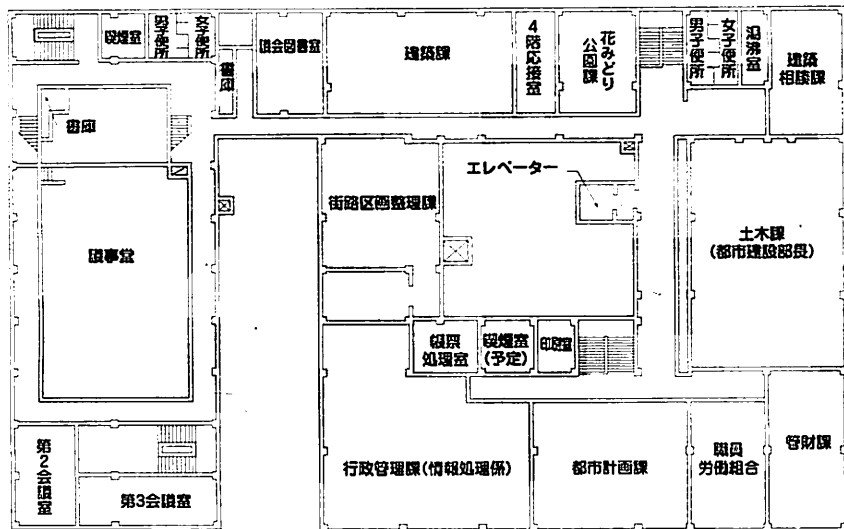 喫煙室
男子便所
女子便所
書庫
議会図書室
建築課
4階応接室
花みどり
公園課
男子便所
女子便所
湯沸室
建築
相談課
書庫
エレベーター
街路区画整理課
土木課
(都市建設部長)
議事堂
帳票
処理室
喫煙室
(予定)
印刷室
第2会議室
第3会議室
行政管理課(情報処理係)
都市計画課
職員
労働組合
管財課